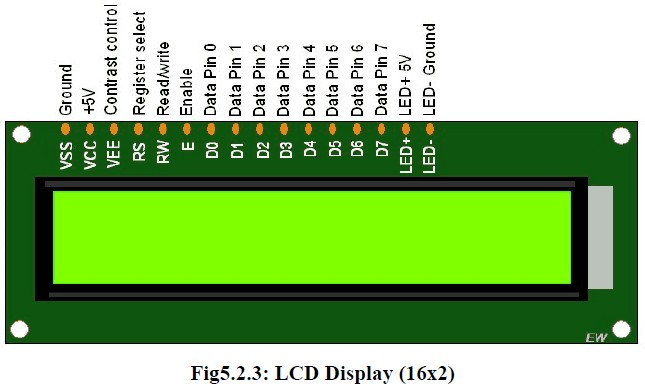 Ground
+5V
Contrast control
Register select
Read/write
Enable
Data Pin 0
Data Pin 1
Data Pin 2
Data Pin 3
Data Pin 4
Data Pin 5
Data Pin 6
Data Pin 7
LED+ 5V
LED- Ground
VSS
VCC
VEE
RS
RW
E
D0
D1
D2
D3
D4
D5
D6
D7
LED+
LED-
EW
Fig5.2.3: LCD Display (16x2)